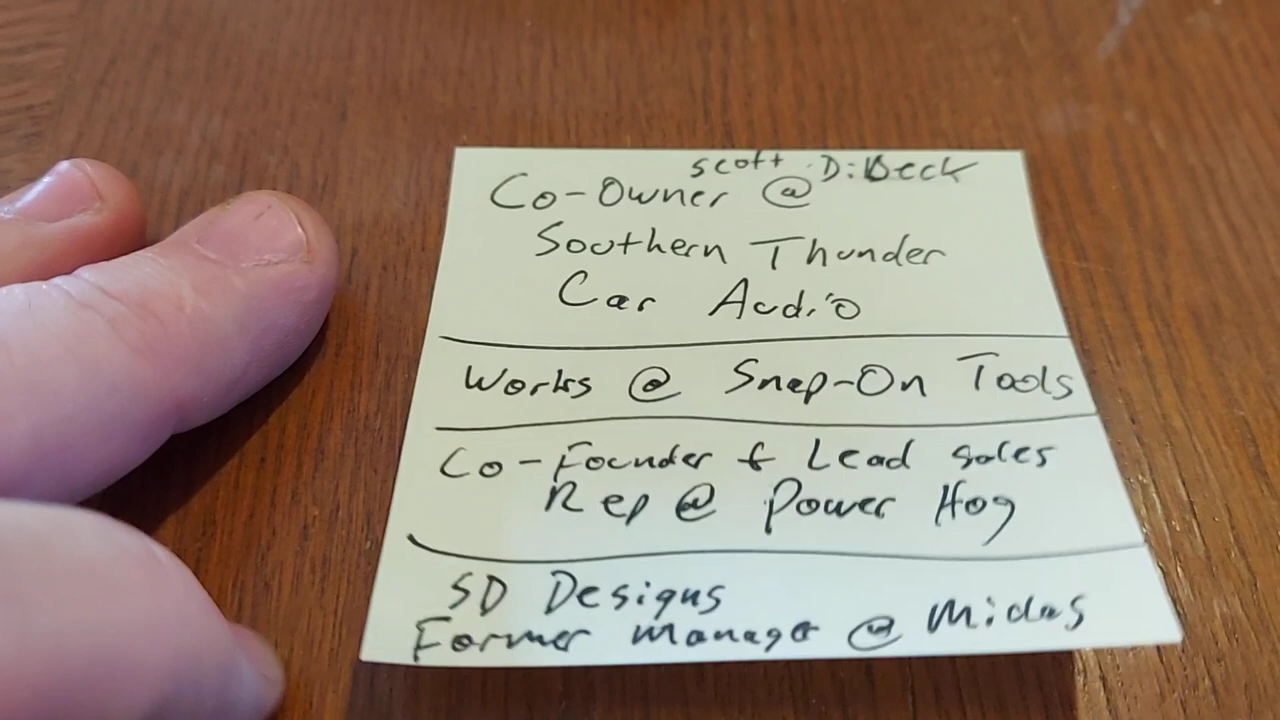 Scott DiBeck
Co-Owner @
Southern Thunder
Car Audio
Works @ Snap-On Tools
Co-Founder & Lead Sales
Rep @ Power Hog
SD Designs
Former Manager @ Midas